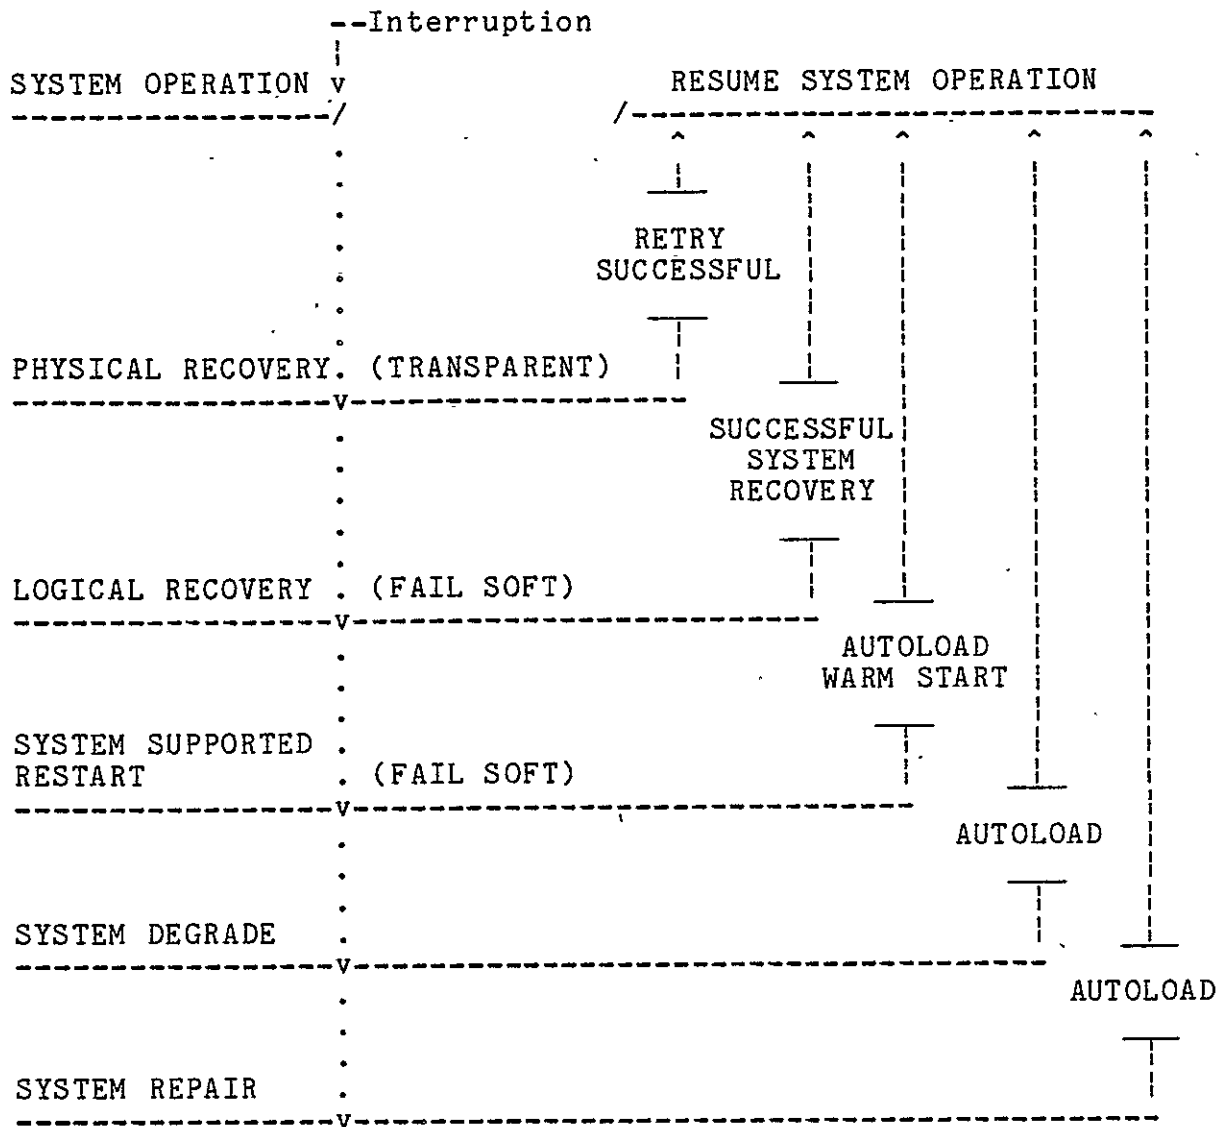 --Interruption
SYSTEM OPERATION v
RESUME SYSTEM OPERATION
RETRY
SUCCESSFUL
PHYSICAL RECOVERY. (TRANSPARENT)
SUCCESSFUL
SYSTEM
RECOVERY
LOGICAL RECOVERY . (FAIL SOFT)
AUTOLOAD
WARM START
SYSTEM SUPPORTED .
RESTART . (FAIL SOFT)
AUTOLOAD
SYSTEM DEGRADE .
AUTOLOAD
SYSTEM REPAIR .